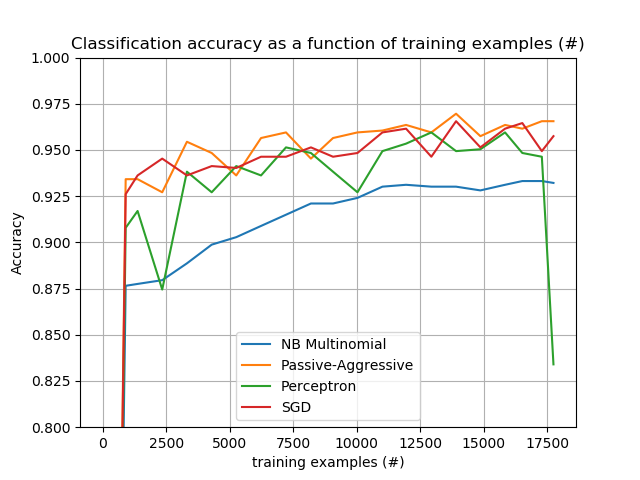 Classification accuracy as a function of training examples (#)
1.000
0.975
0.950
0.925
0.900
0.875
0.850
0.825
0.800
Accuracy
NB Multinomial
Passive-Aggressive
Perceptron
SGD
0 2500 5000 7500 10000 12500 15000 17500
training examples (#)